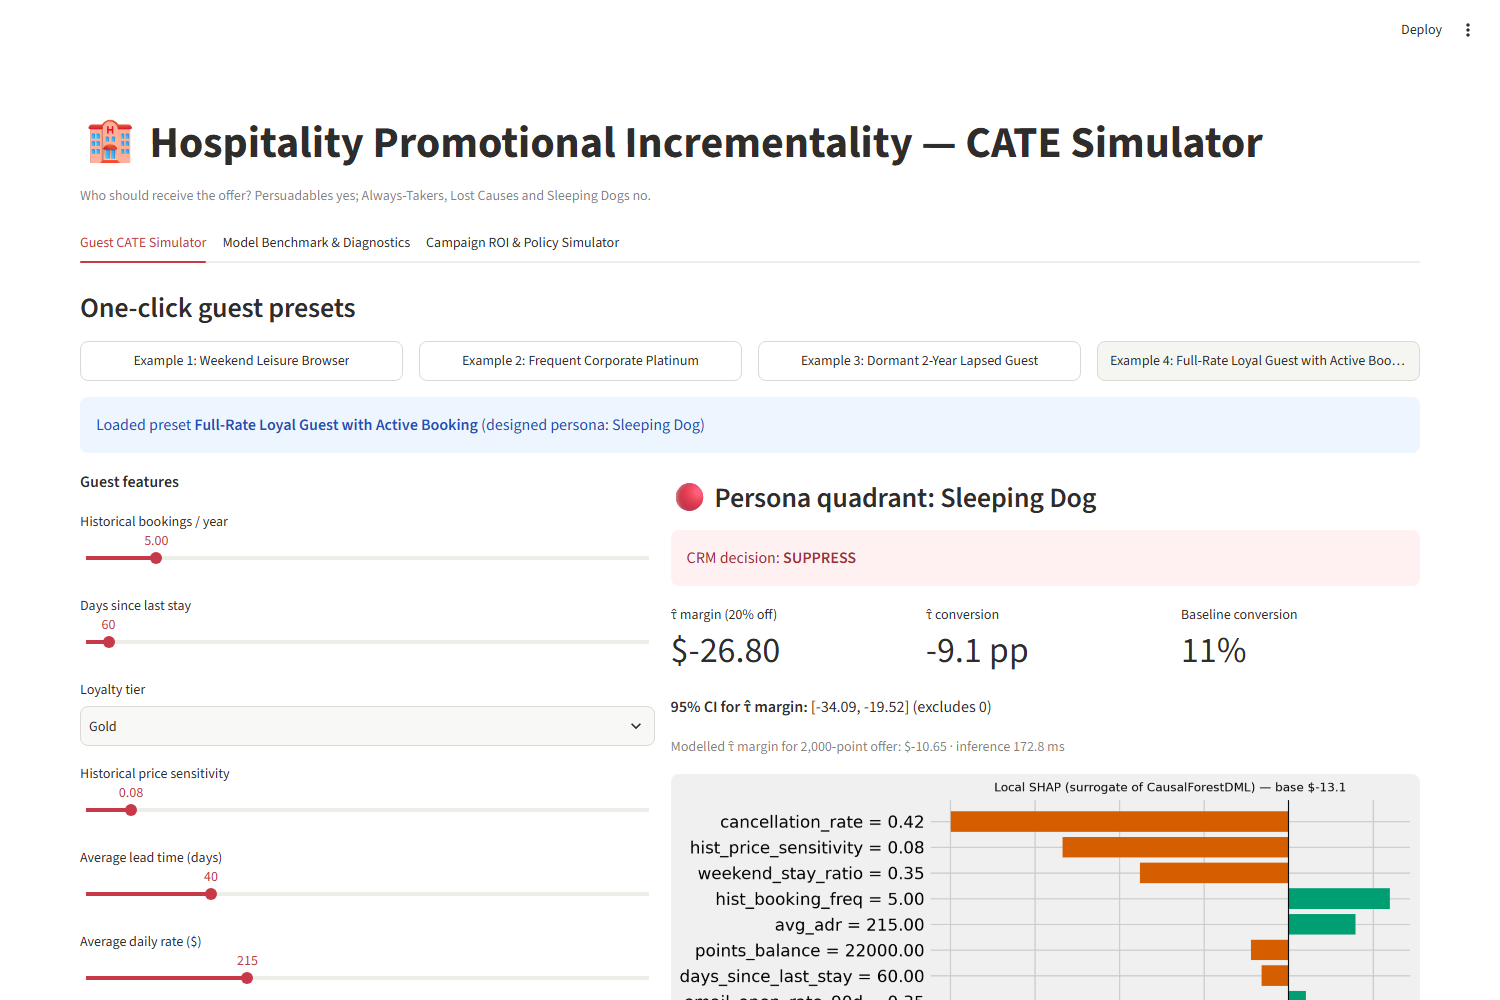 Deploy
Hospitality Promotional Incrementality — CATE Simulator
Who should receive the offer? Persuadables yes; Always-Takers, Lost Causes and Sleeping Dogs no.
Guest CATE Simulator
Model Benchmark & Diagnostics
Campaign ROI & Policy Simulator
One-click guest presets
Example 1: Weekend Leisure Browser
Example 2: Frequent Corporate Platinum
Example 3: Dormant 2-Year Lapsed Guest
Example 4: Full-Rate Loyal Guest with Active Boo…
Loaded preset Full-Rate Loyal Guest with Active Booking (designed persona: Sleeping Dog)
Guest features
Historical bookings / year
5.00
Days since last stay
60
Loyalty tier
Gold
Historical price sensitivity
0.08
Average lead time (days)
40
Average daily rate ($)
215
Persona quadrant: Sleeping Dog
CRM decision: SUPPRESS
τ̂ margin (20% off)
$-26.80
τ̂ conversion
-9.1 pp
Baseline conversion
11%
95% CI for τ̂ margin: [-34.09, -19.52] (excludes 0)
Modelled τ̂ margin for 2,000-point offer: $-10.65 · inference 172.8 ms
Local SHAP (surrogate of CausalForestDML) — base $-13.1
cancellation_rate = 0.42
hist_price_sensitivity = 0.08
weekend_stay_ratio = 0.35
hist_booking_freq = 5.00
avg_adr = 215.00
points_balance = 22000.00
days_since_last_stay = 60.00
email_open_rate_90d = 0.35